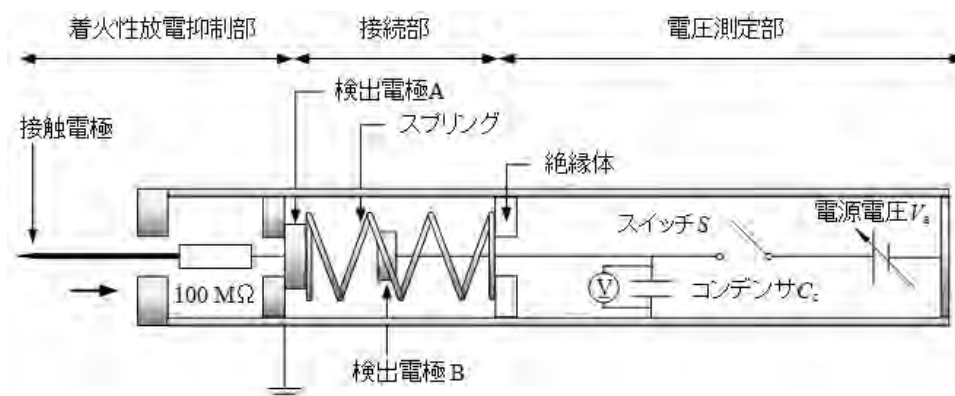 着火性放電抑制部
接続部
電圧測定部
検出電極A
接触電極
スプリング
絶縁体
スイッチS
電源電圧Va
100 MΩ
V
コンデンサCc
検出電極B